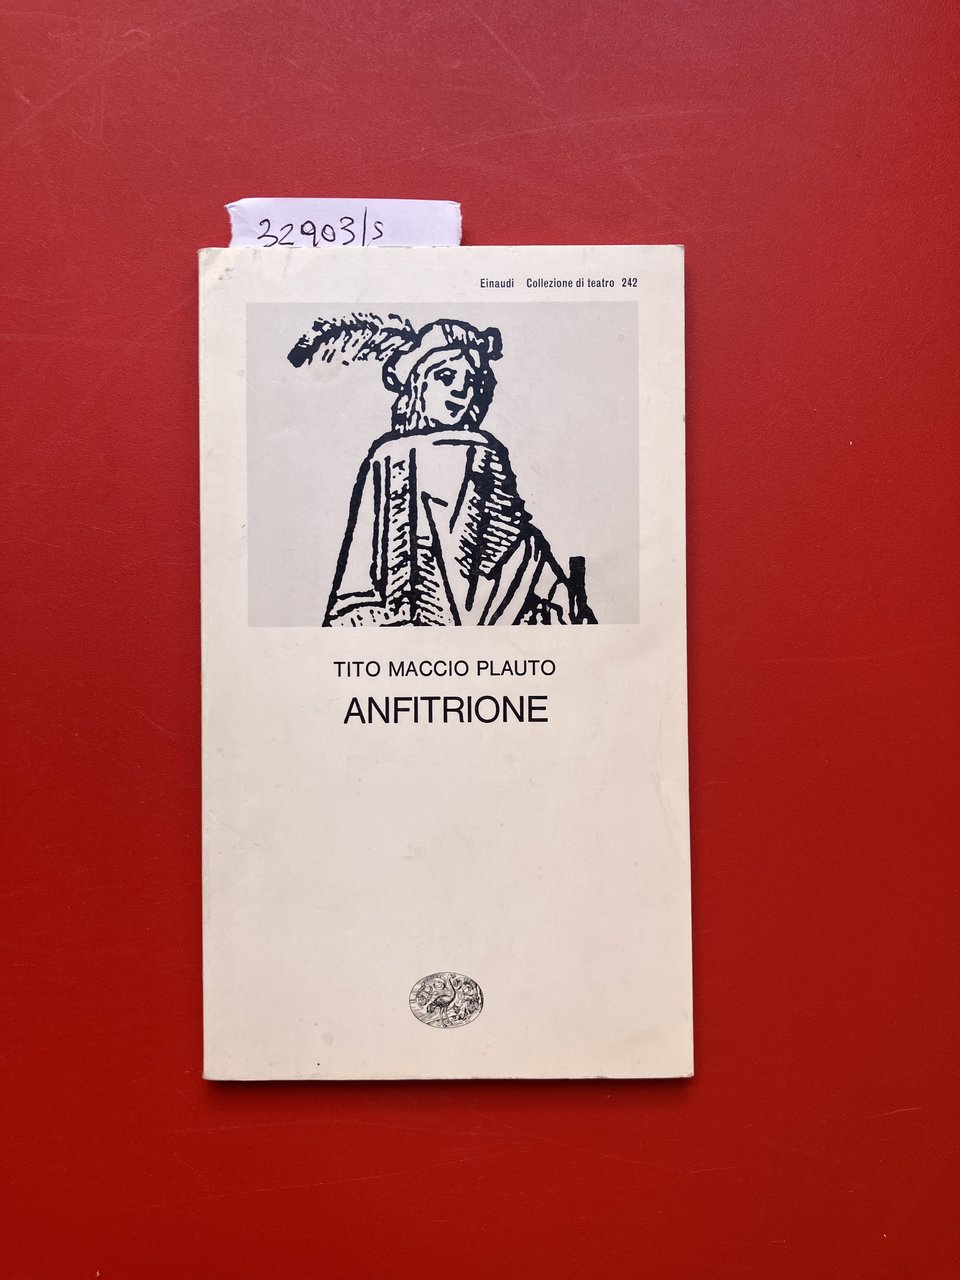 32903/s
Einaudi Collezione di teatro 242
TITO MACCIO PLAUTO
ANFITRIONE